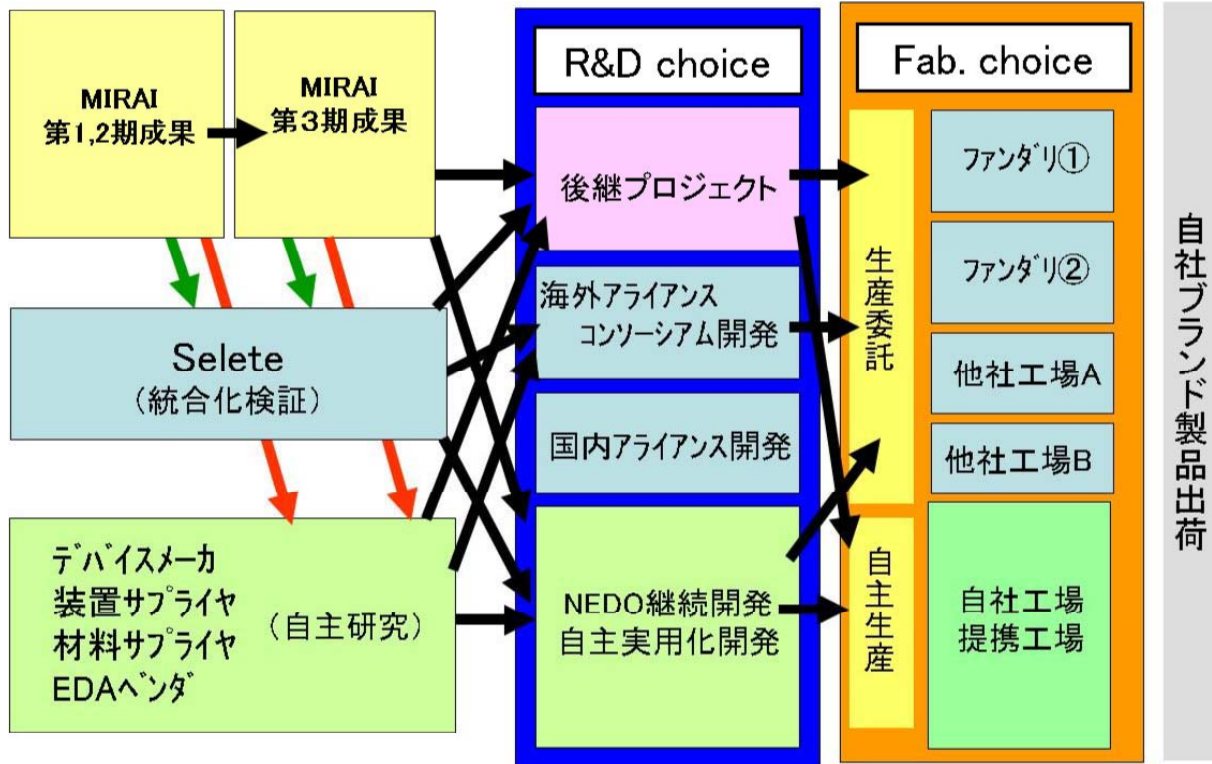 MIRAI
第1,2期成果
MIRAI
第3期成果
Selete
（統合化検証）
デバイスメーカ
装置サプライヤ
材料サプライヤ
EDAベンダ
（自主研究）
R&D choice
後継プロジェクト
海外アライアンス
コンソーシアム開発
国内アライアンス開発
NEDO継続開発
自主実用化開発
Fab. choice
生産委託
自主生産
ファンダリ①
ファンダリ②
他社工場A
他社工場B
自社工場
提携工場
自社ブランド製品出荷